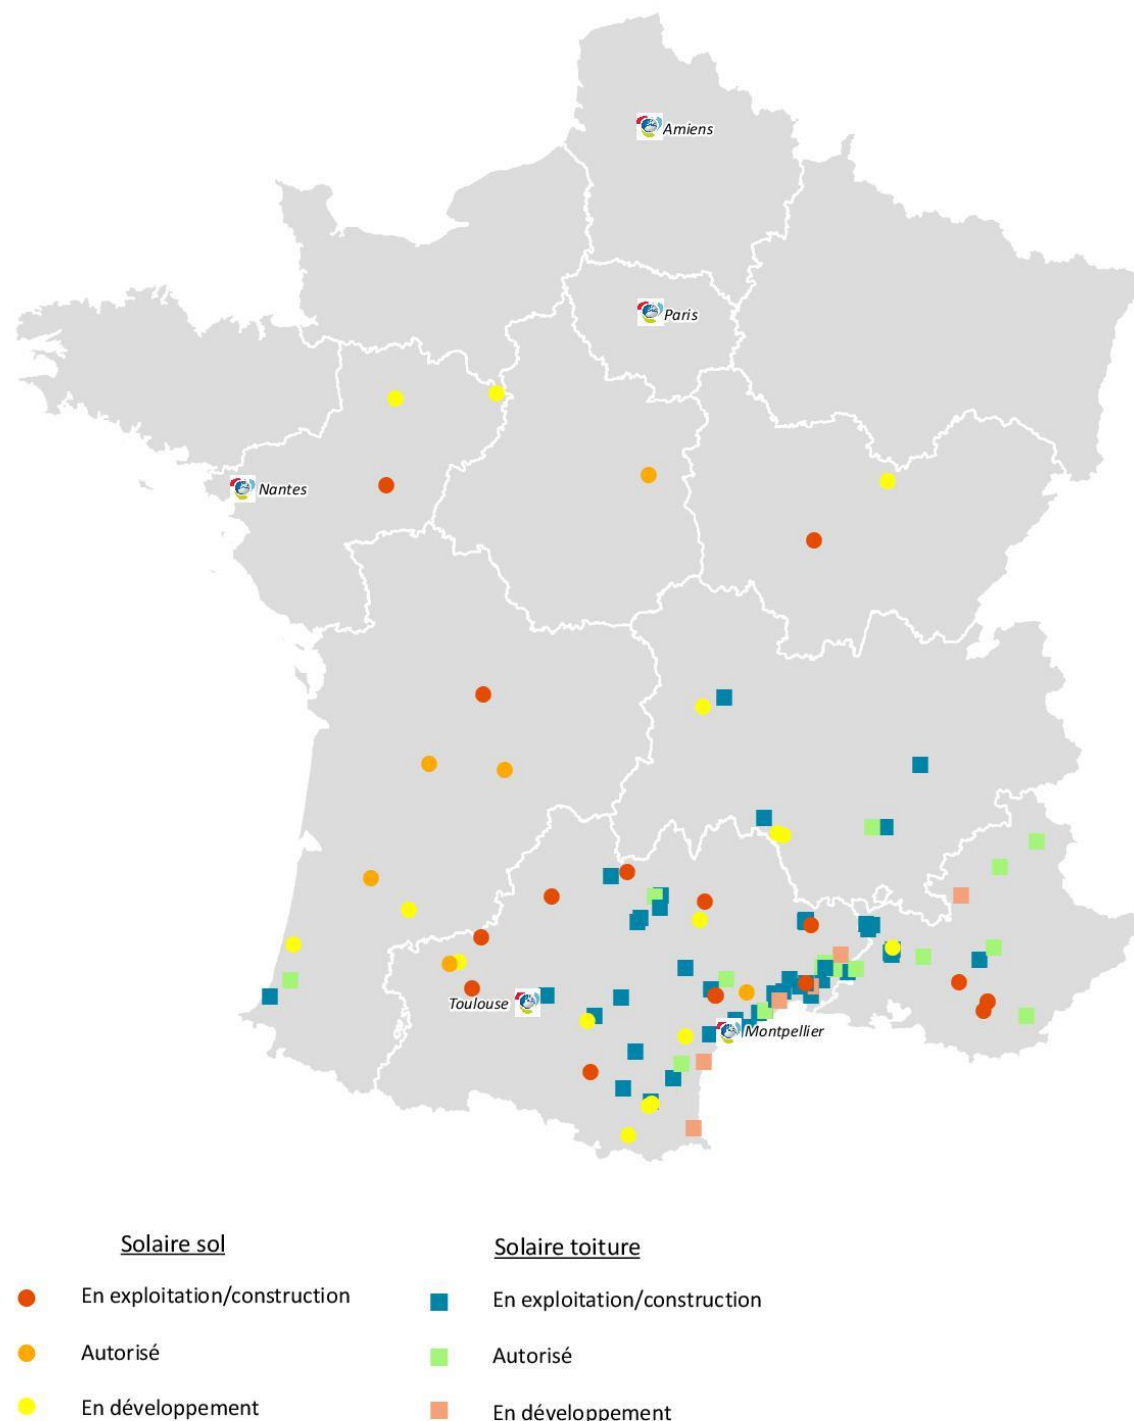 Amiens
Paris
Nantes
Toulouse
Montpellier
Solaire sol
Solaire toiture
En exploitation/construction
En exploitation/construction
Autorisé
Autorisé
En développement
En développement